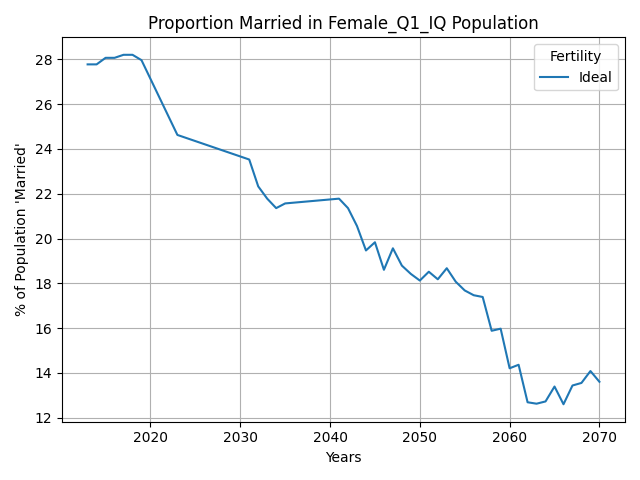 Proportion Married in Female_Q1_IQ Population
Fertility
Ideal
28
26
24
22
20
18
16
14
12
% of Population 'Married'
2020 2030 2040 2050 2060 2070
Years